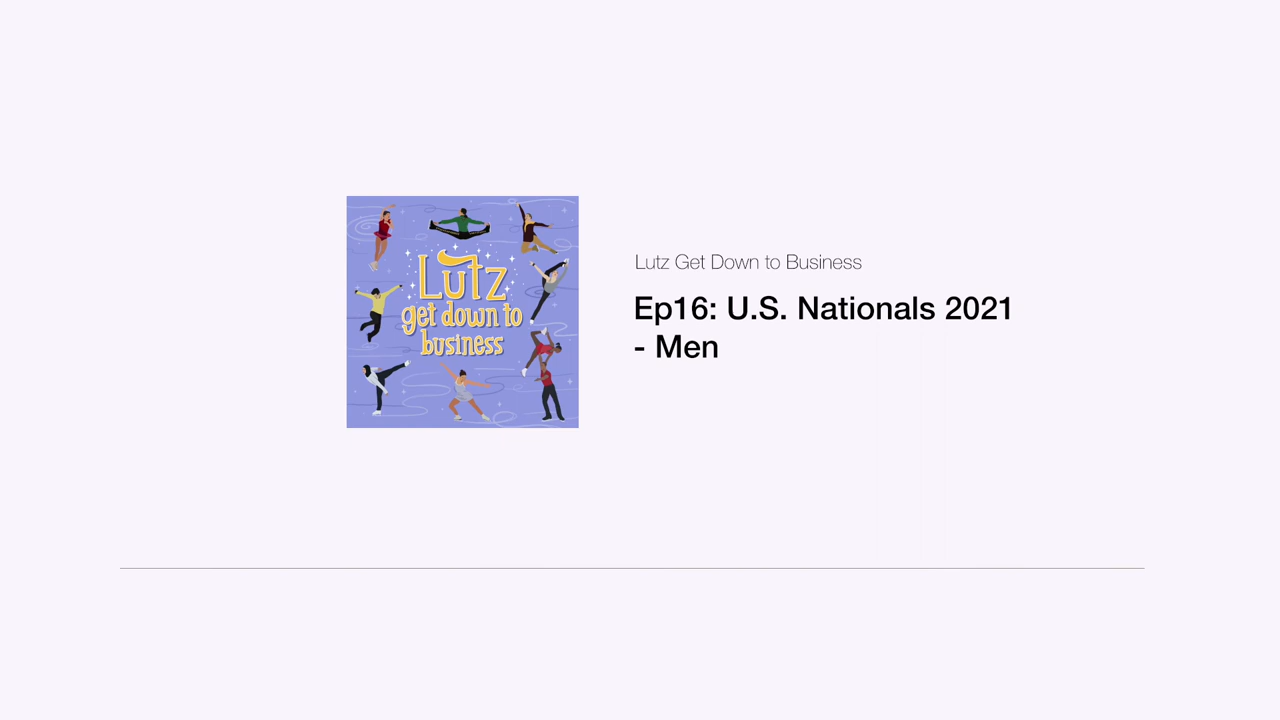 Lutz
get down to
business
Lutz Get Down to Business
Ep16: U.S. Nationals 2021
- Men